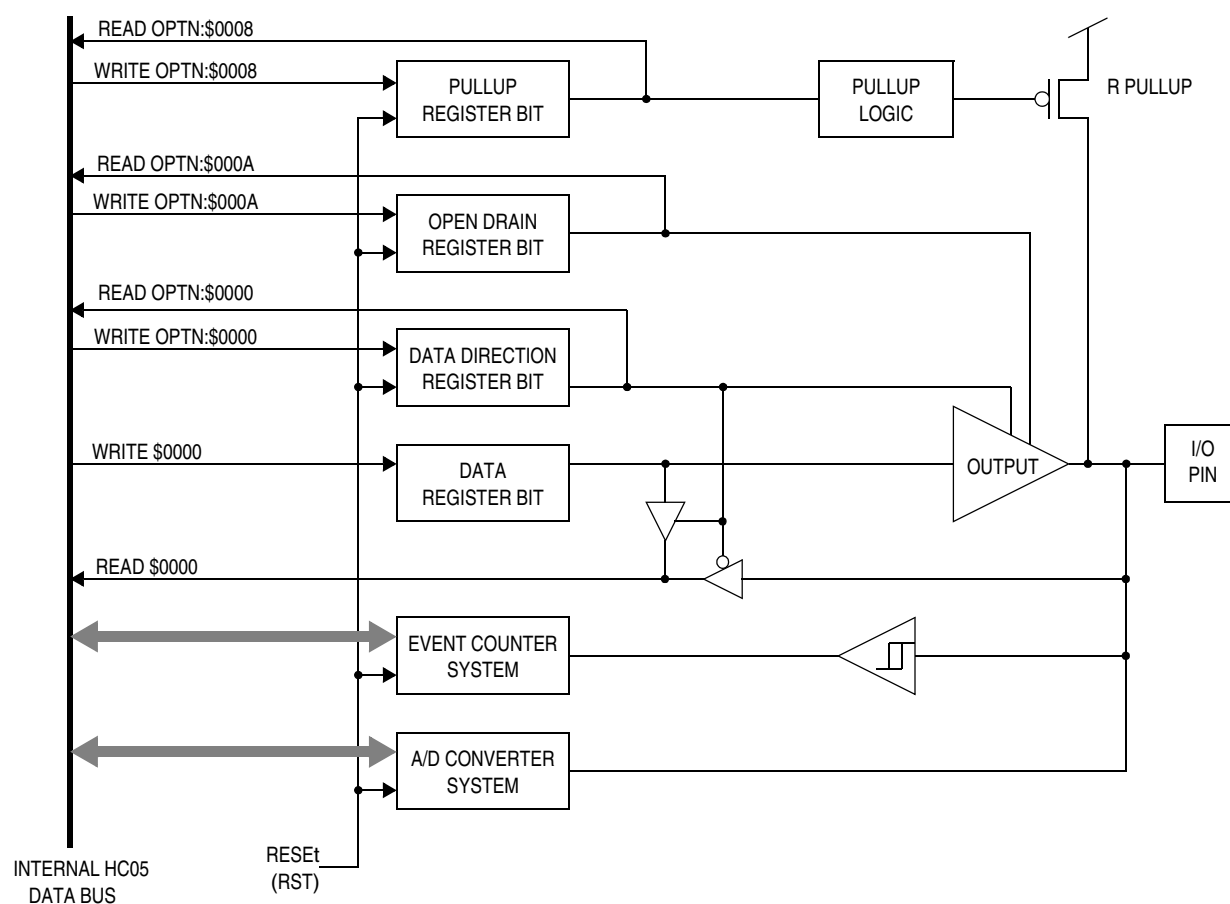 READ OPTN:$0008
WRITE OPTN:$0008
PULLUP
REGISTER BIT
PULLUP
LOGIC
R PULLUP
READ OPTN:$000A
WRITE OPTN:$000A
OPEN DRAIN
REGISTER BIT
READ OPTN:$0000
WRITE OPTN:$0000
DATA DIRECTION
REGISTER BIT
WRITE $0000
DATA
REGISTER BIT
OUTPUT
I/O
PIN
READ $0000
EVENT COUNTER
SYSTEM
A/D CONVERTER
SYSTEM
RESEt
(RST)
INTERNAL HC05
DATA BUS